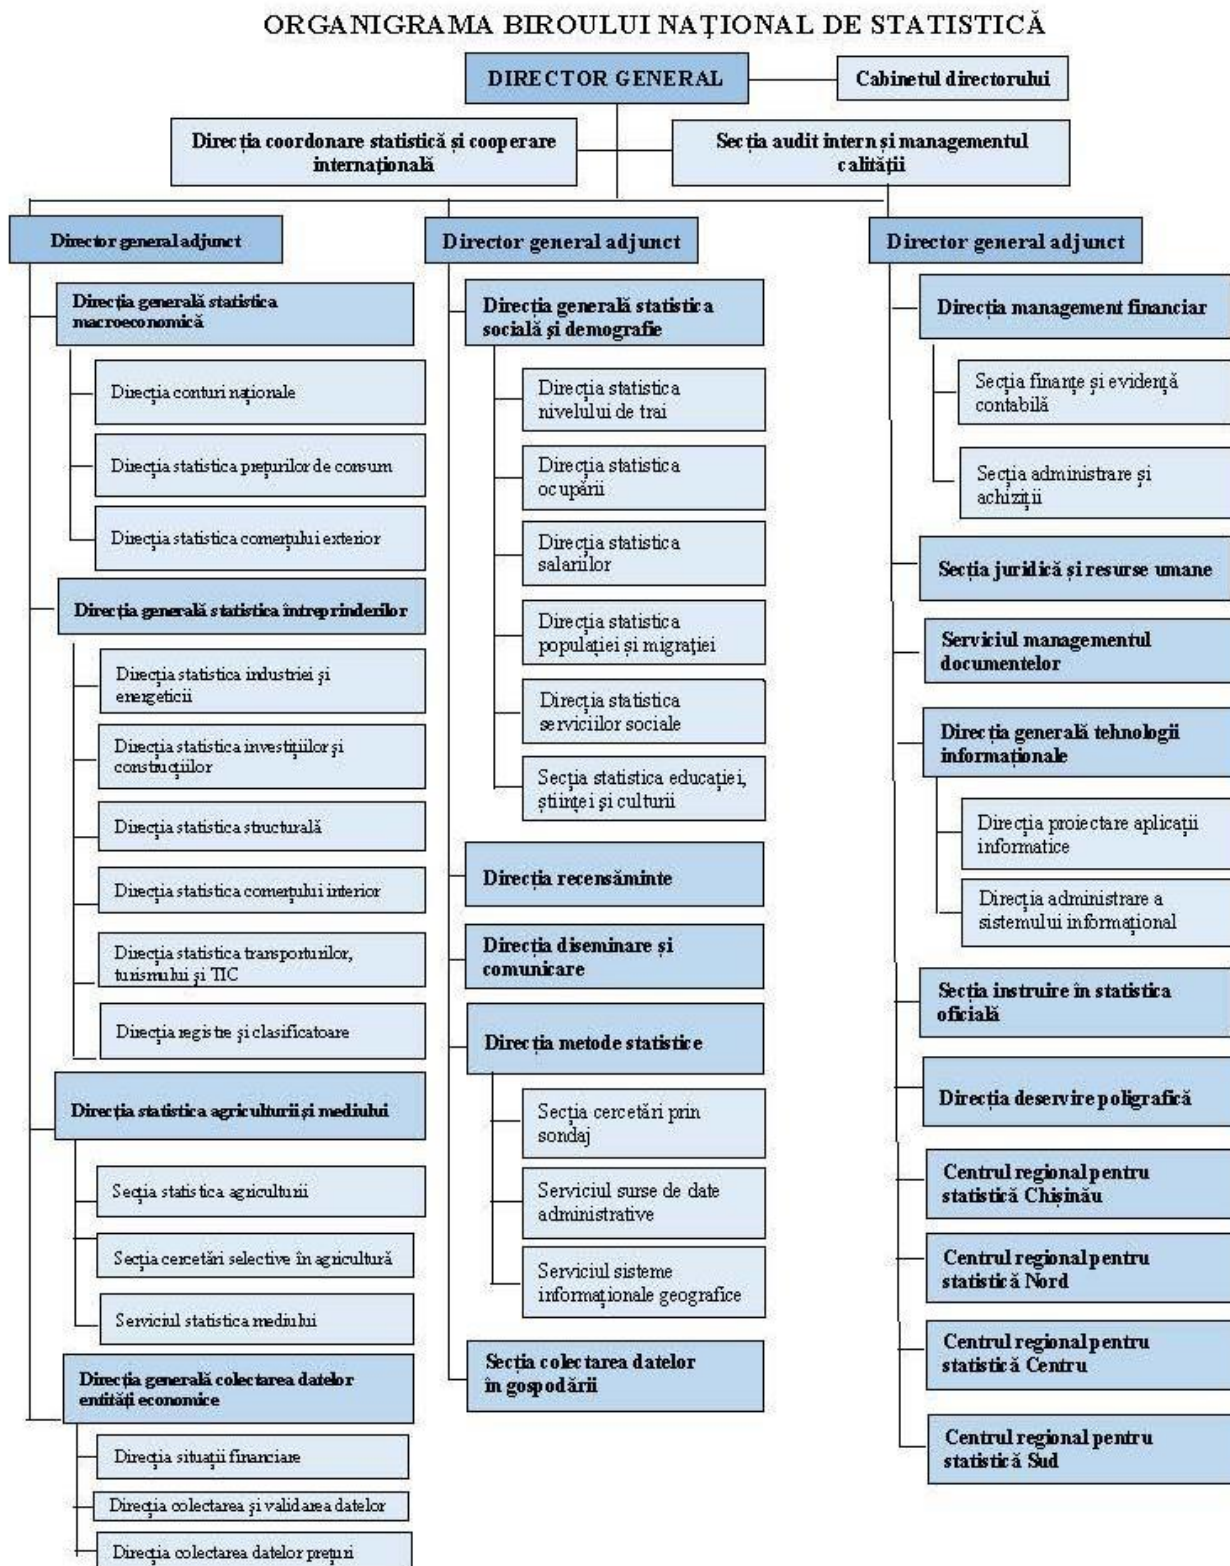 ORGANIGRAMA BIROULUI NAȚIONAL DE STATISTICĂ
DIRECTOR GENERAL
Cabinetul directorului
Direcția coordonare statistică și cooperare
internațională
Secția audit intern și managementul
calității
Director general adjunct
Direcția generală statistica
macroeconomică
Direcția conturi naționale
Direcția statistica prețurilor de consum
Direcția statistica comerțului exterior
Direcția generală statistica întreprinderilor
Direcția statistica industriei și
energeticii
Direcția statistica investițiilor și
construcțiilor
Direcția statistica structurală
Direcția statistica comerțului interior
Direcția statistica transporturilor,
turismului și TIC
Direcția registre și clasificatoare
Direcția statistica agriculturii și mediului
Secția statistica agriculturii
Secția cercetări selective în agricultură
Serviciul statistica mediului
Direcția generală colectarea datelor
entități economice
Direcția situații financiare
Direcția colectarea și validarea datelor
Direcția colectarea datelor prețuri
Director general adjunct
Direcția generală statistica
socială și demografie
Direcția statistica
nivelului de trai
Direcția statistica
ocupării
Direcția statistica
salariilor
Direcția statistica
populației și migrației
Direcția statistica
serviciilor sociale
Secția statistica educației,
științei și culturii
Direcția recensăminte
Direcția diseminare și
comunicare
Direcția metode statistice
Secția cercetări prin
sondaj
Serviciul surse de date
administrative
Serviciul sisteme
informaționale geografice
Secția colectarea datelor
în gospodării
Director general adjunct
Direcția management financiar
Secția finanțe și evidență
contabilă
Secția administrare și
achiziții
Secția juridică și resurse umane
Serviciul managementul
documentelor
Direcția generală tehnologii
informaționale
Direcția proiectare aplicații
informatice
Direcția administrare a
sistemului informațional
Secția instruire în statistica
oficială
Direcția deservire poligrafică
Centrul regional pentru
statistică Chișinău
Centrul regional pentru
statistică Nord
Centrul regional pentru
statistică Centru
Centrul regional pentru
statistică Sud